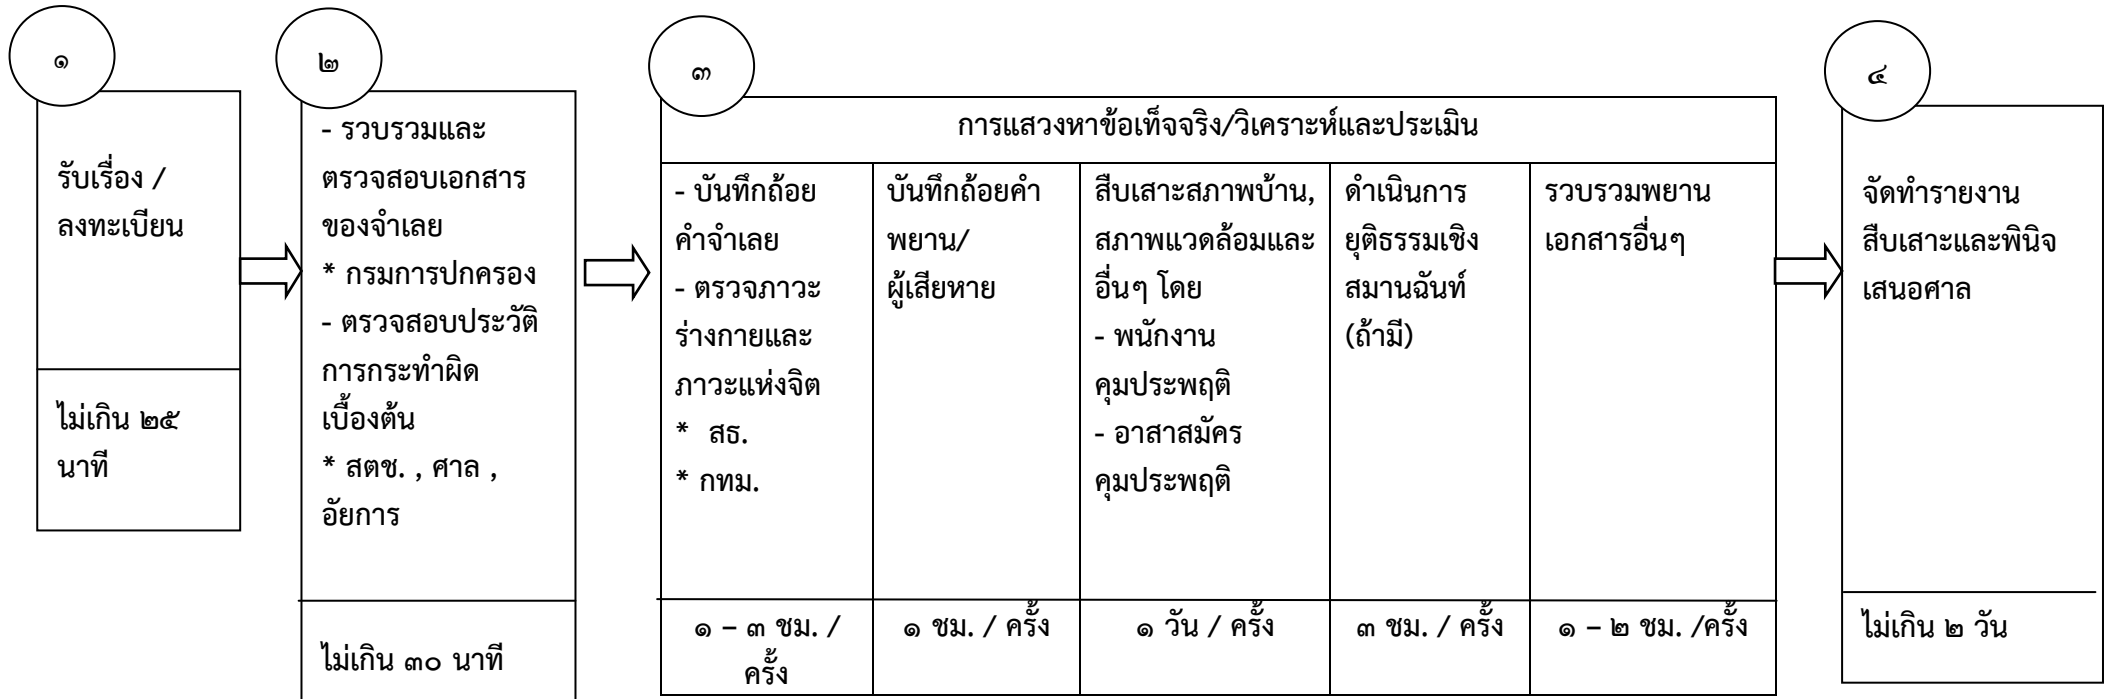 ๑
รับเรื่อง /
ลงทะเบียน
ไม่เกิน ๒๕
นาที
๒
- รวบรวมและ
ตรวจสอบเอกสาร
ของจำเลย
* กรมการปกครอง
- ตรวจสอบประวัติ
การกระทำผิด
เบื้องต้น
* สตช. , ศาล ,
อัยการ
ไม่เกิน ๓๐ นาที
๓
การแสวงหาข้อเท็จจริง/วิเคราะห์และประเมิน
- บันทึกถ้อย
คำจำเลย
- ตรวจภาวะ
ร่างกายและ
ภาวะแห่งจิต
* สธ.
* กทม.
๑ – ๓ ชม. /
ครั้ง
บันทึกถ้อยคำ
พยาน/
ผู้เสียหาย
๑ ชม. / ครั้ง
สืบเสาะสภาพบ้าน,
สภาพแวดล้อมและ
อื่นๆ โดย
- พนักงาน
คุมประพฤติ
- อาสาสมัคร
คุมประพฤติ
๑ วัน / ครั้ง
ดำเนินการ
ยุติธรรมเชิง
สมานฉันท์
(ถ้ามี)
๓ ชม. / ครั้ง
รวบรวมพยาน
เอกสารอื่นๆ
๑ – ๒ ชม. /ครั้ง
๔
จัดทำรายงาน
สืบเสาะและพินิจ
เสนอศาล
ไม่เกิน ๒ วัน